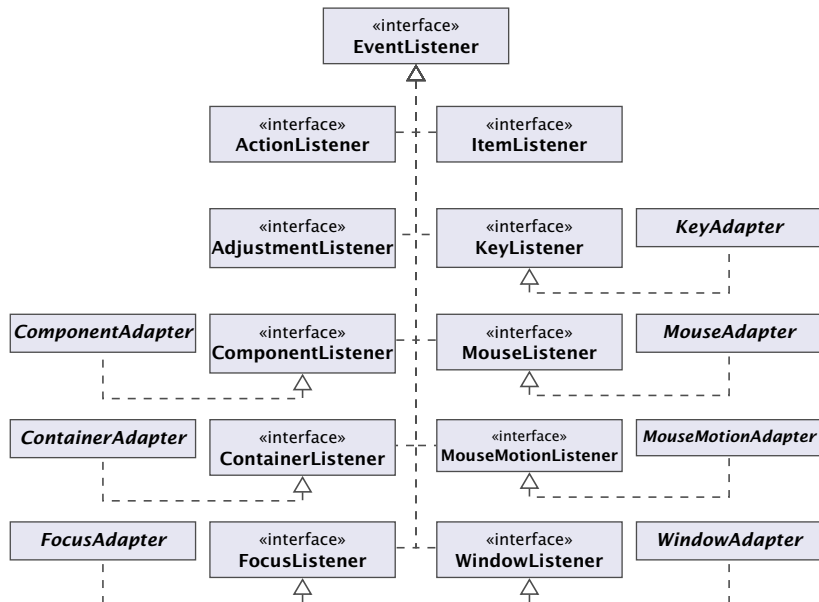 «interface»
EventListener
«interface»
ActionListener
«interface»
ItemListener
«interface»
AdjustmentListener
«interface»
KeyListener
KeyAdapter
ComponentAdapter
«interface»
ComponentListener
«interface»
MouseListener
MouseAdapter
ContainerAdapter
«interface»
ContainerListener
«interface»
MouseMotionListener
MouseMotionAdapter
FocusAdapter
«interface»
FocusListener
«interface»
WindowListener
WindowAdapter